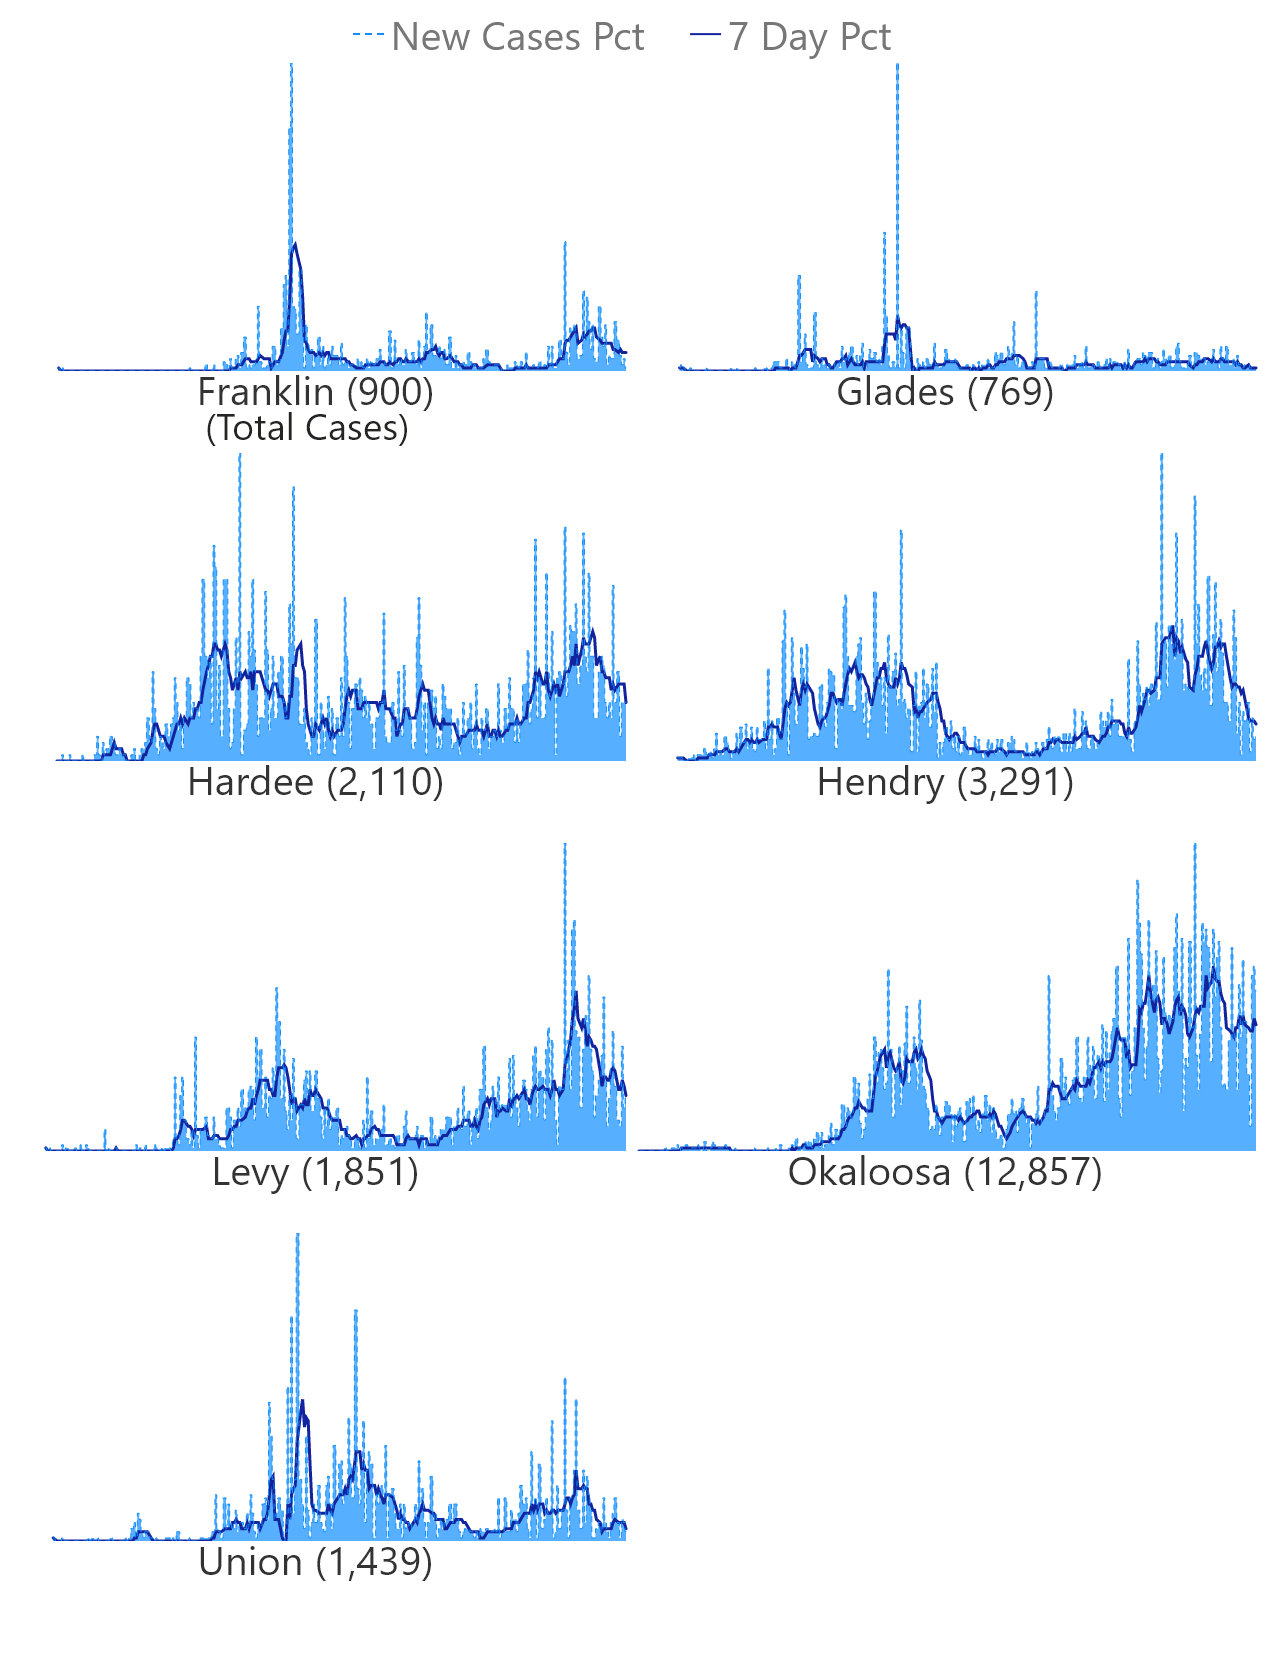 New Cases Pct 7 Day Pct
Franklin (900) Glades (769)
(Total Cases)
Hardee (2,110) Hendry (3,291)
Levy (1,851) Okaloosa (12,857)
Union (1,439)